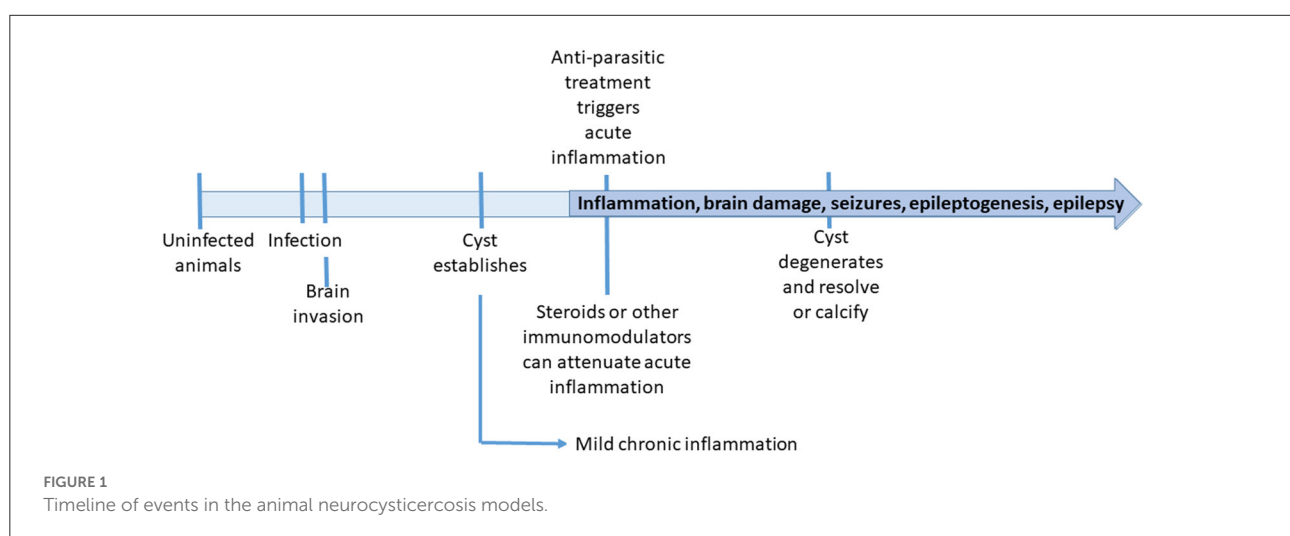 Anti-parasitic
treatment
triggers
acute
inflammation
Inflammation, brain damage, seizures, epileptogenesis, epilepsy
Uninfected
animals
Infection
Brain
invasion
Cyst
establishes
Steroids or other
immunomodulators
can attenuate acute
inflammation
Cyst
degenerates
and resolve
or calcify
Mild chronic inflammation
FIGURE 1
Timeline of events in the animal neurocysticercosis models.